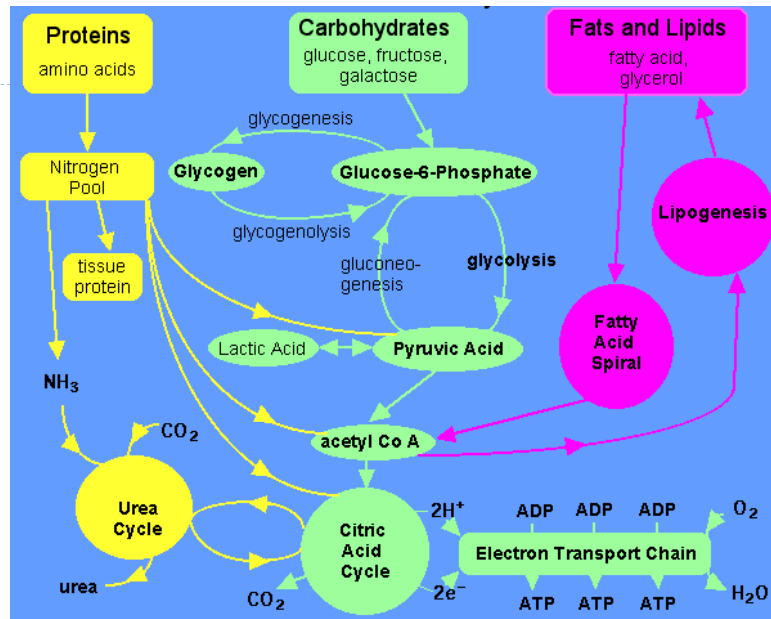 Proteins
amino acids
Carbohydrates
glucose, fructose,
galactose
Fats and Lipids
fatty acid,
glycerol
glycogenesis
Nitrogen
Pool
Glycogen
Glucose-6-Phosphate
Lipogenesis
glycogenolysis
tissue
protein
gluconeo-
genesis
glycolysis
Fatty
Acid
Spiral
Lactic Acid
Pyruvic Acid
NH₃
CO₂
acetyl Co A
Urea
Cycle
urea
Citric
Acid
Cycle
CO₂
2H⁺
2e⁻
ADP
ADP
ADP
O₂
Electron Transport Chain
ATP
ATP
ATP
H₂O